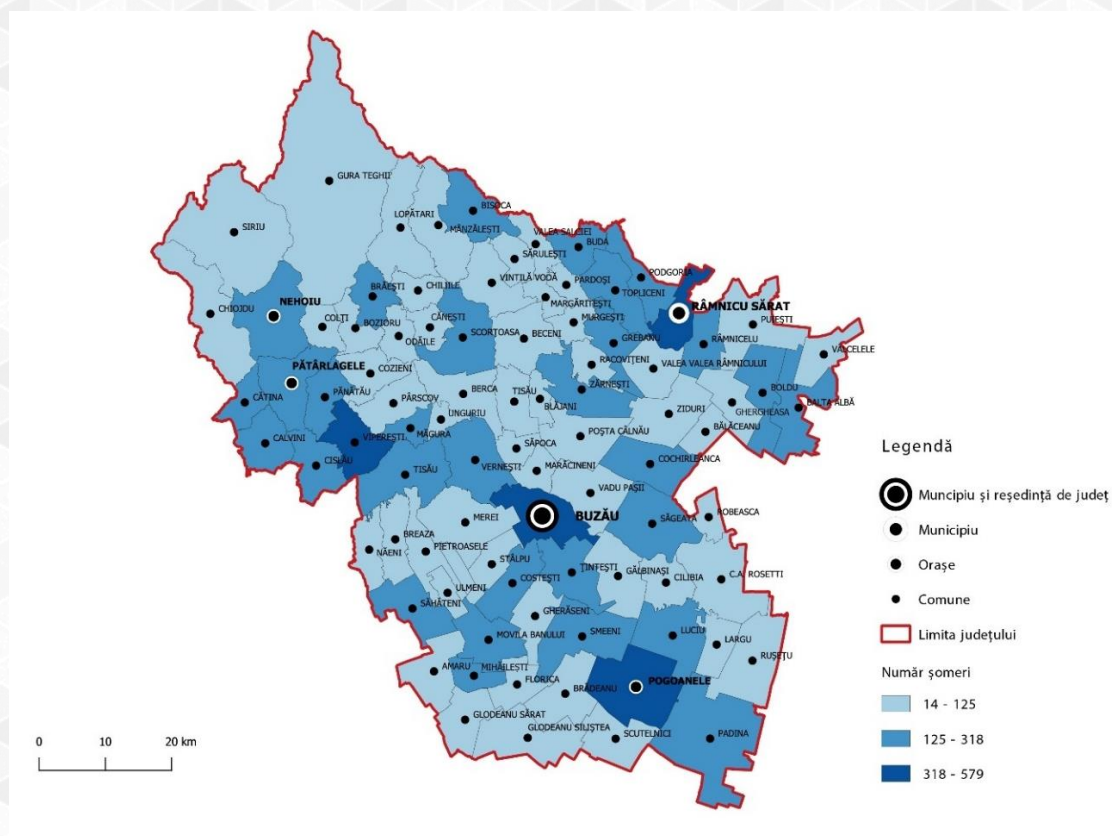 GURA TEGHII
BISOCA
LOPĂTARI
MÂNZĂLEȘTI
SIRIU
VALEA SALCIEI
BUDA
SĂRULEȘTI
PODGORIA
VINTILĂ VODĂ
PARDOȘI
TOPLICENI
BRĂEȘTI
CHILIILE
MARGĂRITEȘTI
RÂMNICU SĂRAT
NEHOIU
CHIOJDU
COLȚI
BOZIORU
CĂNEȘTI
MURGEȘTI
PUIEȘTI
ODĂILE
SCORȚOASA
BECENI
GREBANU
RÂMNICELU
VÂLCELELE
PĂTÂRLAGELE
COZIENI
RACOVIȚENI
VALEA VALEA RÂMNICULUI
PĂNĂTĂU
BERCA
TISĂU
ZĂRNEȘTI
BOLDU
CĂTINA
PÂRSCOV
BLĂJANI
GHERGHEASA
BALTA ALBĂ
UNGURIU
ZIDURI
MĂGURA
BĂLĂCEANU
CALVINI
VIPEREȘTI
SĂPOCA
POȘTA CÂLNĂU
CISLĂU
TISĂU
VERNEȘTI
MARĂCINENI
COCHIRLEANCA
VADU PAȘII
ROBEASCA
MEREI
BUZĂU
SĂGEATA
BREAZA
NĂENI
PIETROASELE
STÂLPU
ȚINTEȘTI
GĂLBINAȘI
CILIBIA
C.A. ROSETTI
COSTEȘTI
ULMENI
SĂHĂTENI
GHERĂSENI
MOVILA BANULUI
SMEENI
LUCIU
LARGU
RUȘEȚU
AMARU
MIHĂILEȘTI
FLORICA
BRĂDEANU
POGOANELE
GLODEANU SĂRAT
GLODEANU SILIȘTEA
SCUTELNICI
PADINA
Legendă
Muncipiu și reședință de județ
Municipiu
Orașe
Comune
Limita județului
Număr șomeri
14 - 125
125 - 318
318 - 579
0 10 20 km